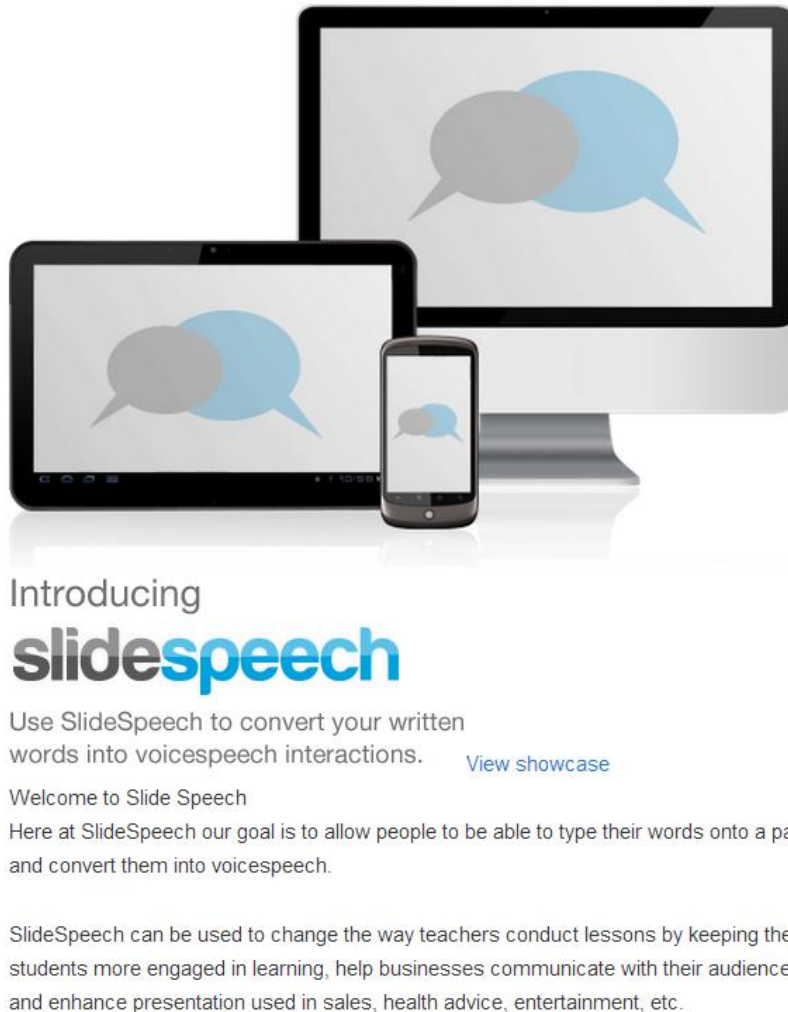 10:58
Introducing
slidespeech
Use SlideSpeech to convert your written
words into voicespeech interactions.
View showcase
Welcome to Slide Speech
Here at SlideSpeech our goal is to allow people to be able to type their words onto a
and convert them into voicespeech.
SlideSpeech can be used to change the way teachers conduct lessons by keeping the
students more engaged in learning, help businesses communicate with their audience
and enhance presentation used in sales, health advice, entertainment, etc.